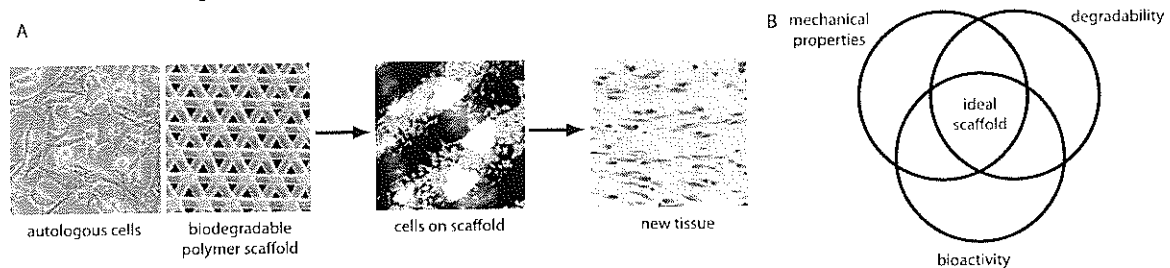 A
autologous cells
biodegradable
polymer scaffold
cells on scaffold
new tissue
B
mechanical
properties
degradability
ideal
scaffold
bioactivity